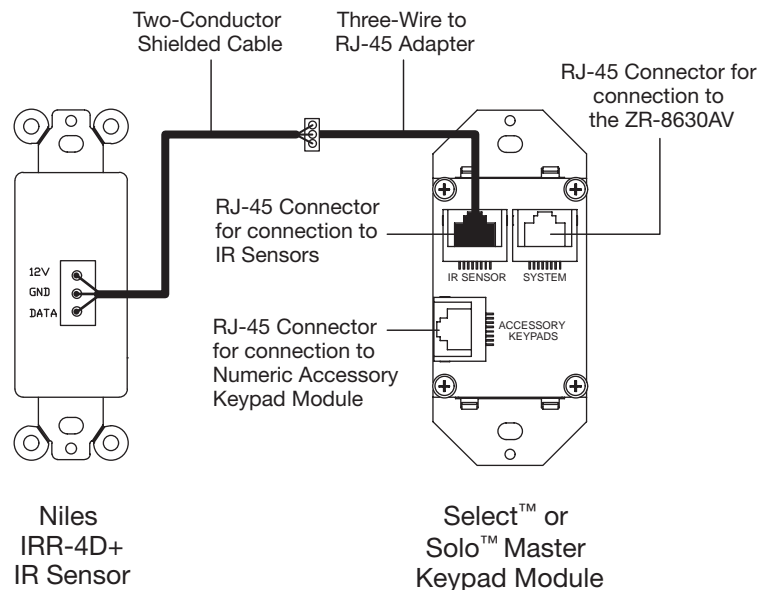 Two-Conductor
Shielded Cable
Three-Wire to
RJ-45 Adapter
RJ-45 Connector for
connection to
the ZR-8630AV
RJ-45 Connector
for connection to
IR Sensors
IR SENSOR
SYSTEM
12V
GND
DATA
RJ-45 Connector
for connection to
Numeric Accessory
Keypad Module
ACCESSORY
KEYPADS
Niles
IRR-4D+
IR Sensor
Select™ or
Solo™ Master
Keypad Module